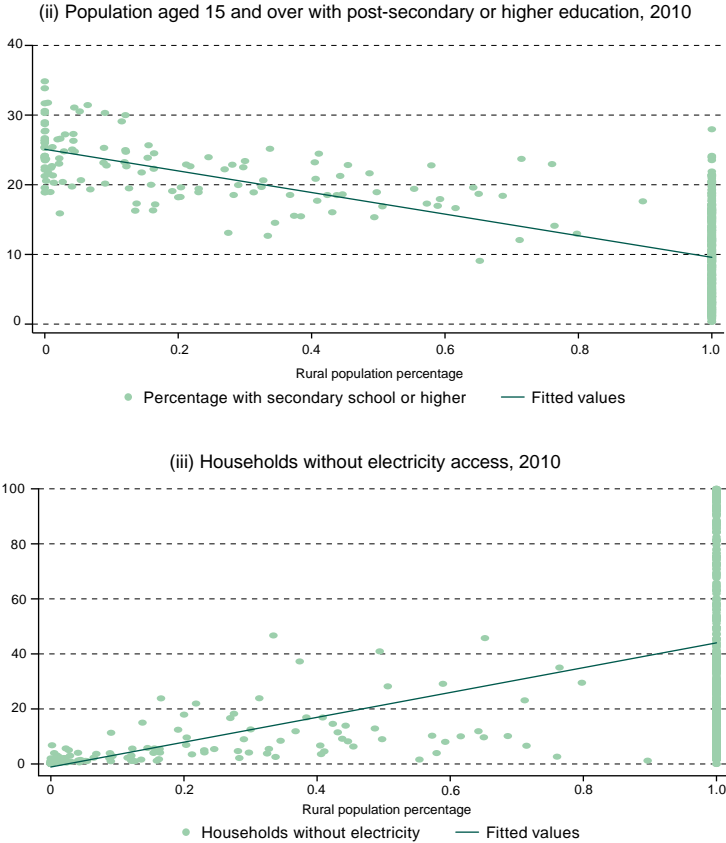 (ii) Population aged 15 and over with post-secondary or higher education, 2010
40
30
20
10
0
0 0.2 0.4 0.6 0.8 1.0
Rural population percentage
Percentage with secondary school or higher Fitted values
(iii) Households without electricity access, 2010
100
80
60
40
20
0
0 0.2 0.4 0.6 0.8 1.0
Rural population percentage
Households without electricity Fitted values